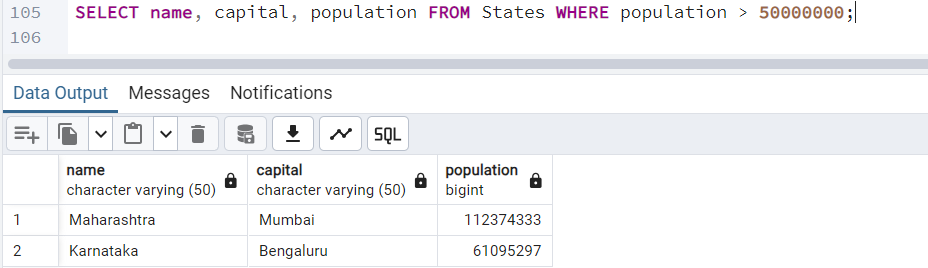 105 SELECT name, capital, population FROM States WHERE population > 50000000;
106
Data Output Messages Notifications
SQL
name capital population
character varying (50) character varying (50) bigint
1 Maharashtra Mumbai 112374333
2 Karnataka Bengaluru 61095297